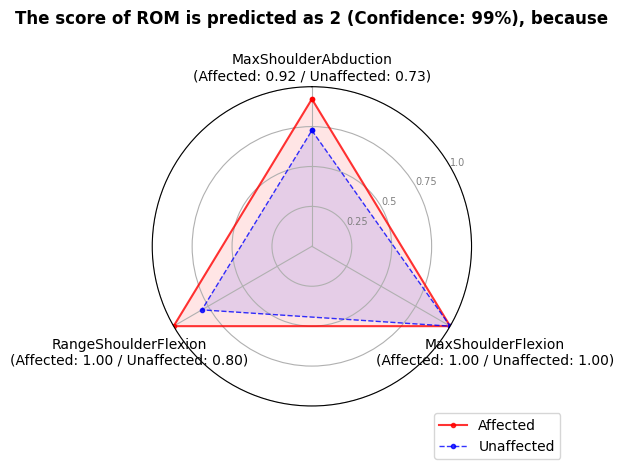 The score of ROM is predicted as 2 (Confidence: 99%), because
MaxShoulderAbduction
(Affected: 0.92 / Unaffected: 0.73)
1.0
0.75
0.5
0.25
RangeShoulderFlexion
(Affected: 1.00 / Unaffected: 0.80)
MaxShoulderFlexion
(Affected: 1.00 / Unaffected: 1.00)
Affected
Unaffected